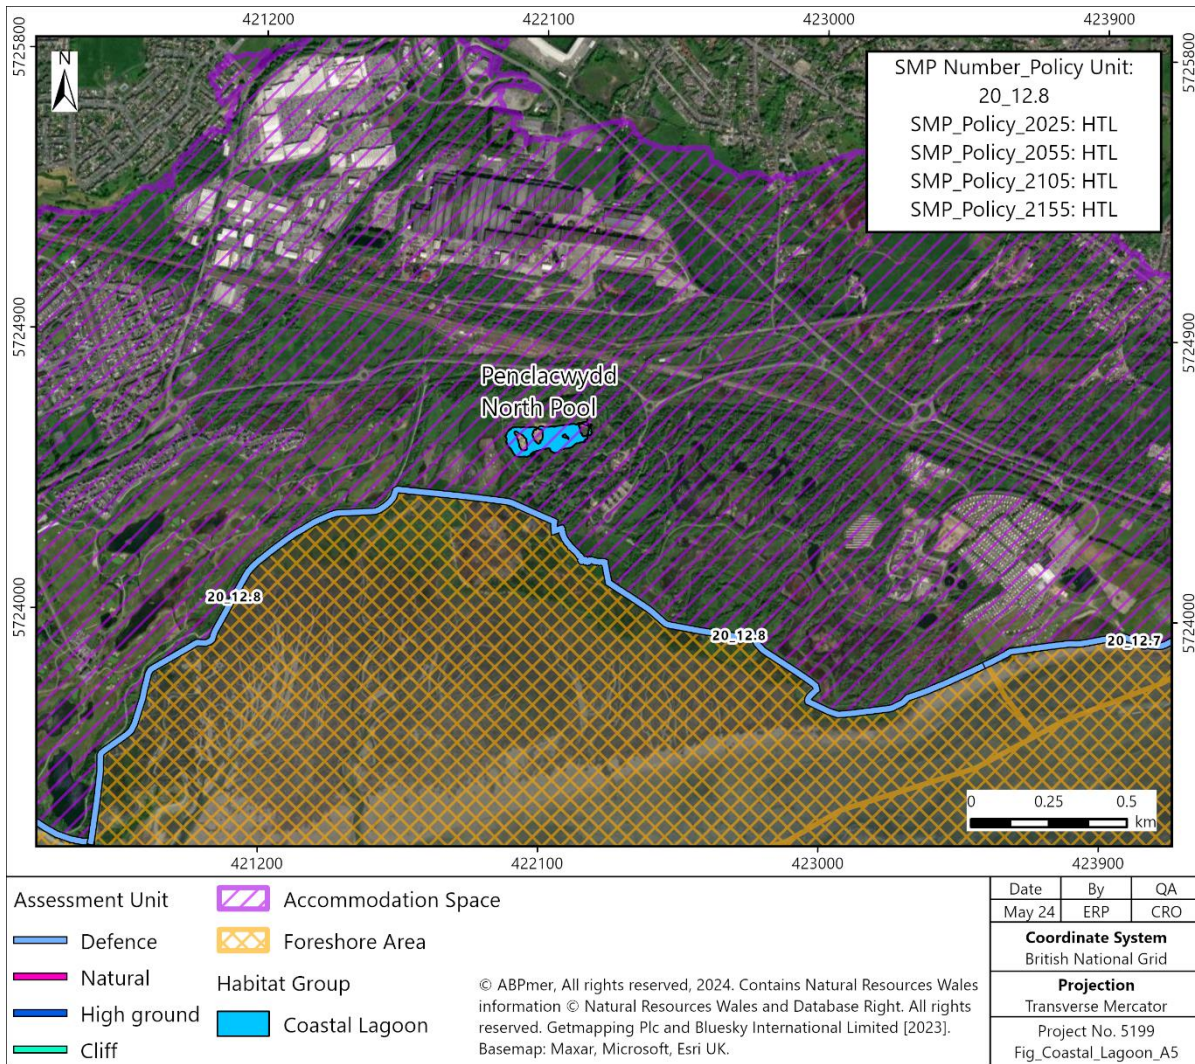 421200
422100
423000
423900
5725800
5725800
N
SMP Number_Policy Unit:
20_12.8
SMP_Policy_2025: HTL
SMP_Policy_2055: HTL
SMP_Policy_2105: HTL
SMP_Policy_2155: HTL
5724900
5724900
Penclacwydd
North Pool
5724000
5724000
20_12.8
20_12.8
20_12.7
0 0.25 0.5
km
421200
422100
423000
423900
Assessment Unit
Defence
Natural
High ground
Cliff
Accommodation Space
Foreshore Area
Habitat Group
Coastal Lagoon
© ABPmer, All rights reserved, 2024. Contains Natural Resources Wales
information © Natural Resources Wales and Database Right. All rights
reserved. Getmapping Plc and Bluesky International Limited [2023].
Basemap: Maxar, Microsoft, Esri UK.
Date By QA
May 24 ERP CRO
Coordinate System
British National Grid
Projection
Transverse Mercator
Project No. 5199
Fig_Coastal_Lagoon_A5